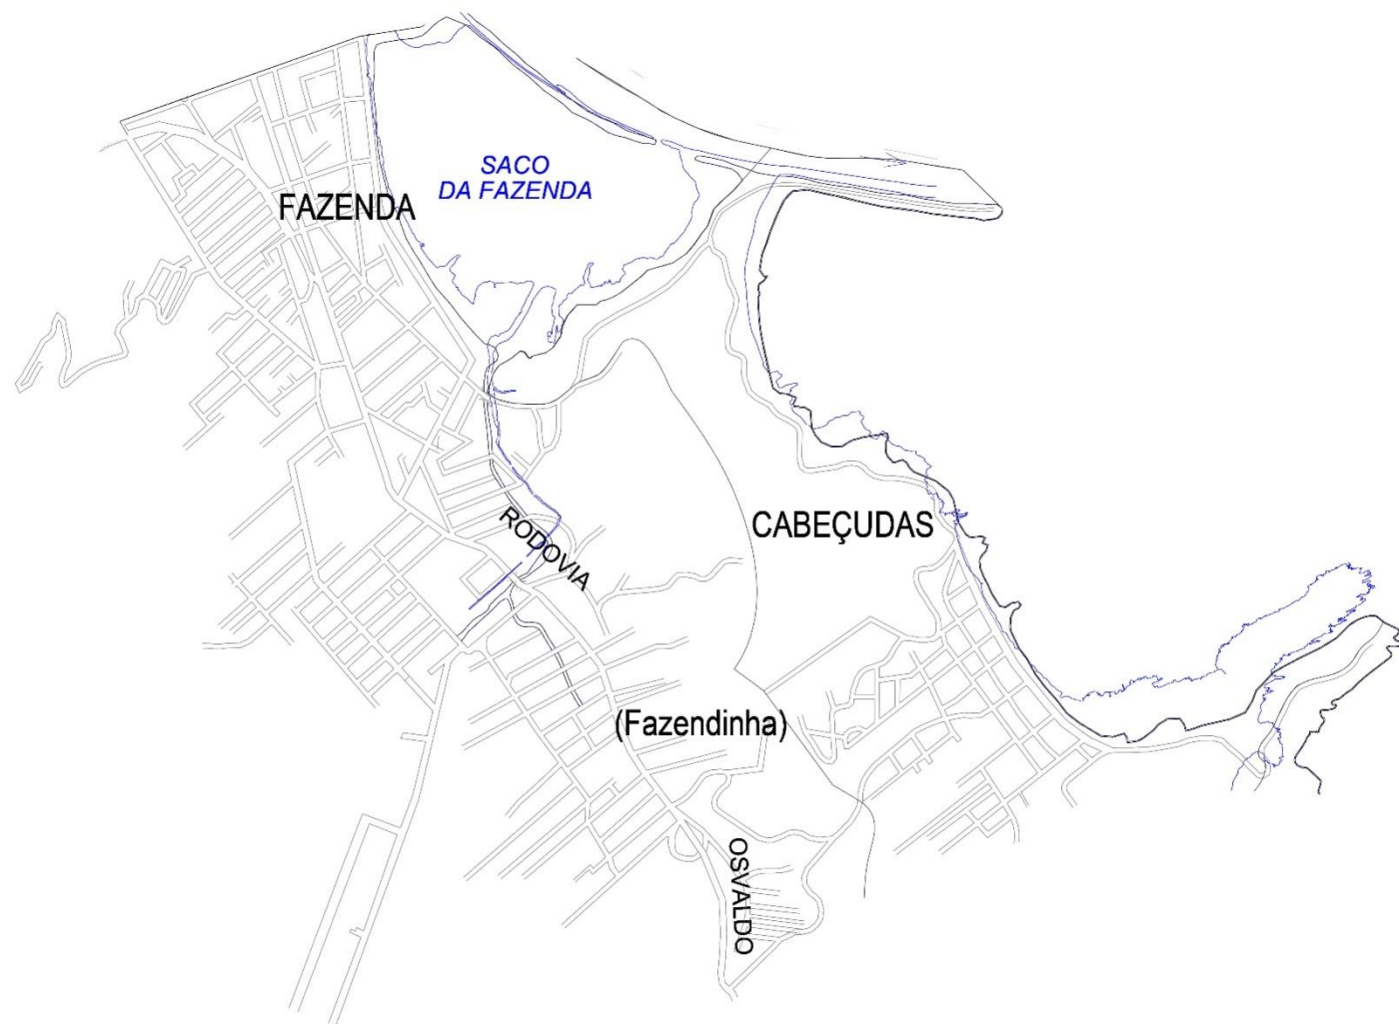 SACO
DA FAZENDA
FAZENDA
CABEÇUDAS
RODOVIA
(Fazendinha)
OSVALDO